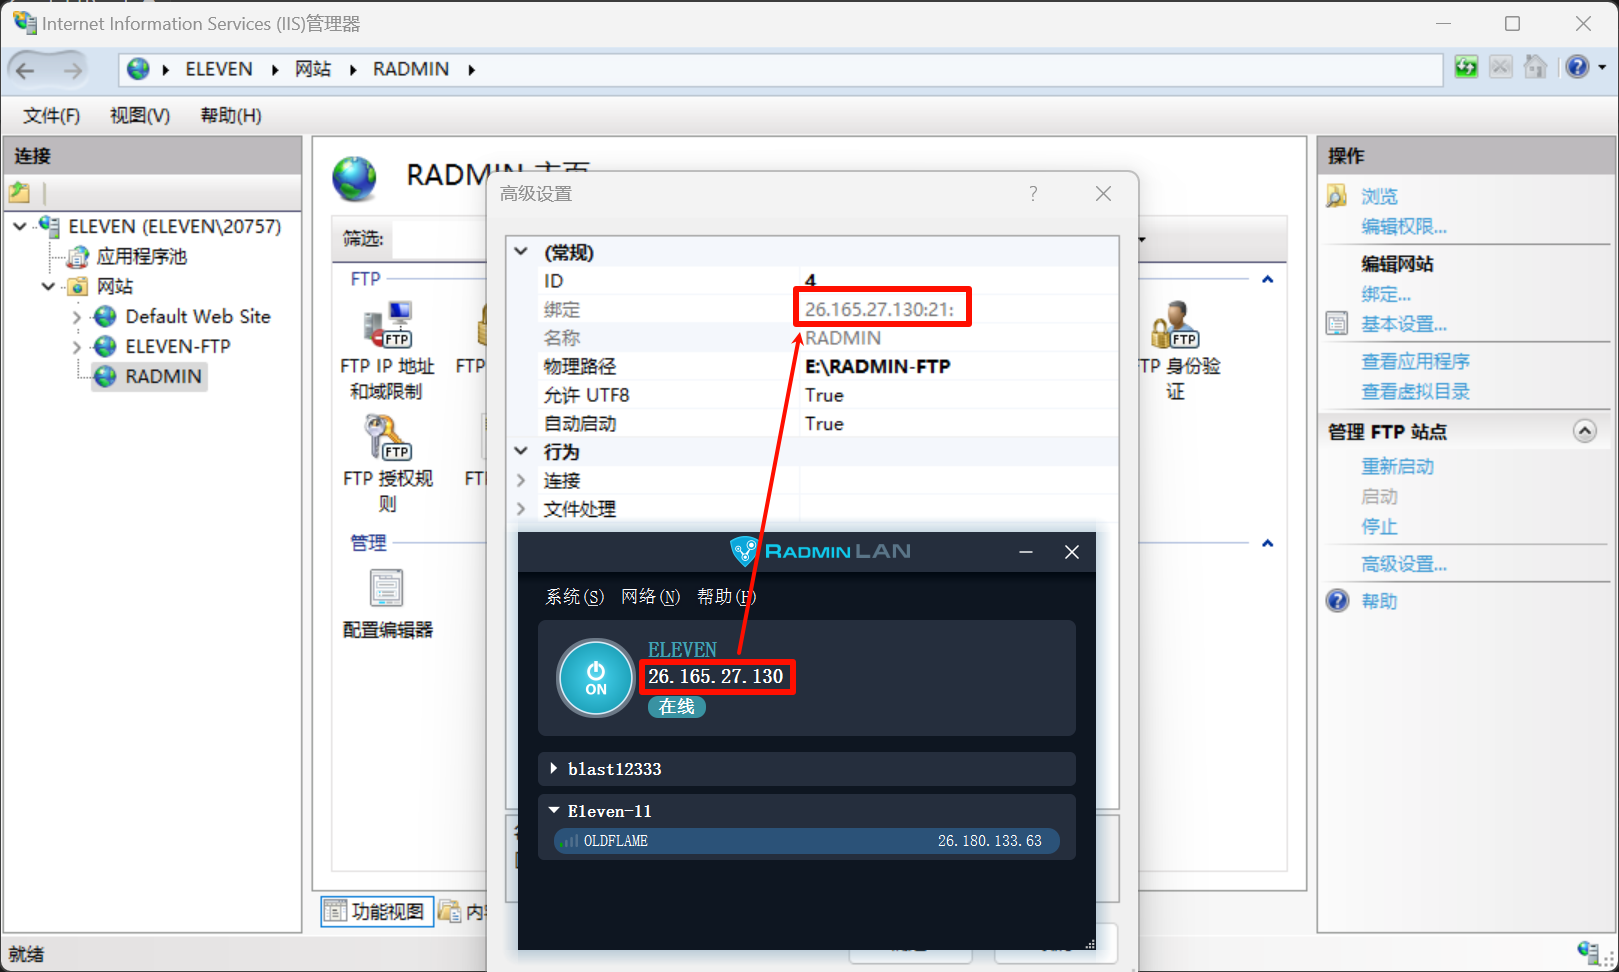 Internet Information Services (IIS)管理器
ELEVEN
网站
RADMIN
文件(F) 视图(V) 帮助(H)
连接
ELEVEN (ELEVEN\20757)
应用程序池
网站
Default Web Site
ELEVEN-FTP
RADMIN
RADMIN 主页
筛选:
FTP
FTP
FTP IP 地址和域限制
FTP
FTP 授权规则
管理
配置编辑器
FTP
FTP 身份验证
高级设置
(常规)
ID 4
绑定 26.165.27.130:21:
名称 RADMIN
物理路径 E:\RADMIN-FTP
允许 UTF8 True
自动启动 True
行为
连接
文件处理
RADMIN LAN
系统(S) 网络(N) 帮助(H)
ELEVEN
ON
26.165.27.130
在线
blast12333
Eleven-11
OLDFLAME 26.180.133.63
功能视图
就绪
操作
浏览
编辑权限...
编辑网站
绑定...
基本设置...
查看应用程序
查看虚拟目录
管理 FTP 站点
重新启动
启动
停止
高级设置...
帮助